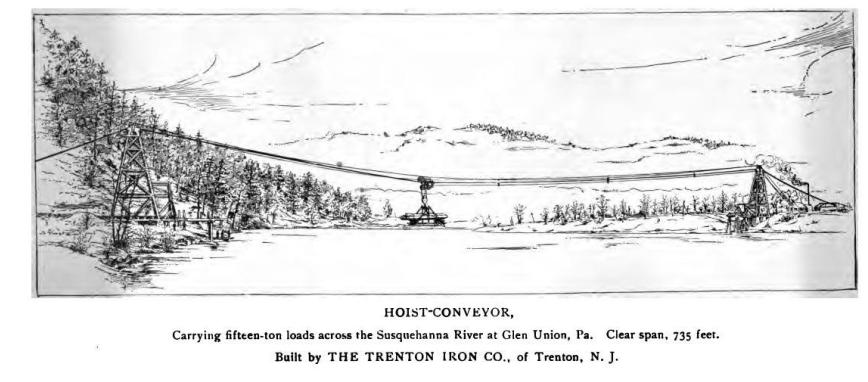 HOIST-CONVEYOR,
Carrying fifteen-ton loads across the Susquehanna River at Glen Union, Pa. Clear span, 735 feet.
Built by THE TRENTON IRON CO., of Trenton, N. J.